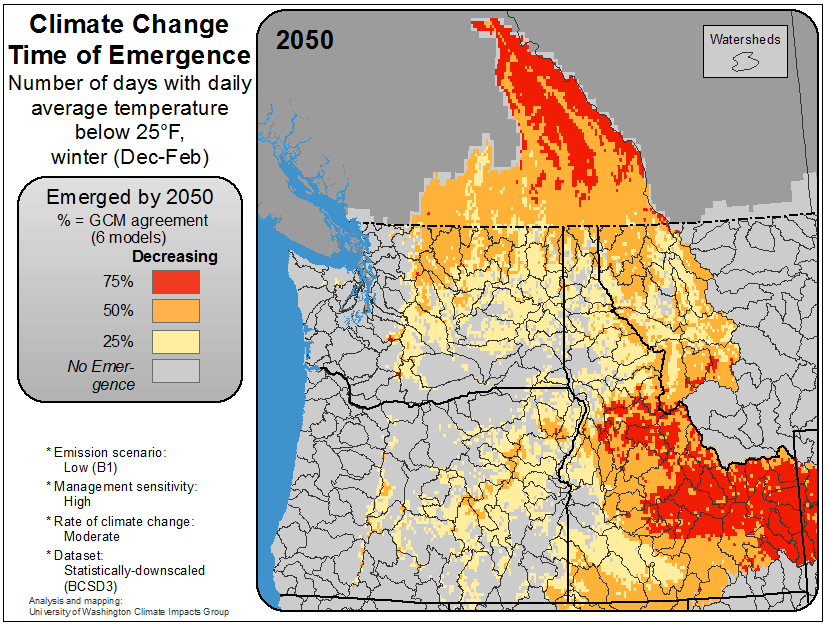 Climate Change
Time of Emergence
Number of days with daily
average temperature
below 25°F,
winter (Dec-Feb)
Emerged by 2050
% = GCM agreement
(6 models)
Decreasing
75%
50%
25%
No Emer-
gence
* Emission scenario:
Low (B1)
* Management sensitivity:
High
* Rate of climate change:
Moderate
* Dataset:
Statistically-downscaled
(BCSD3)
Analysis and mapping:
University of Washington Climate Impacts Group
2050
Watersheds